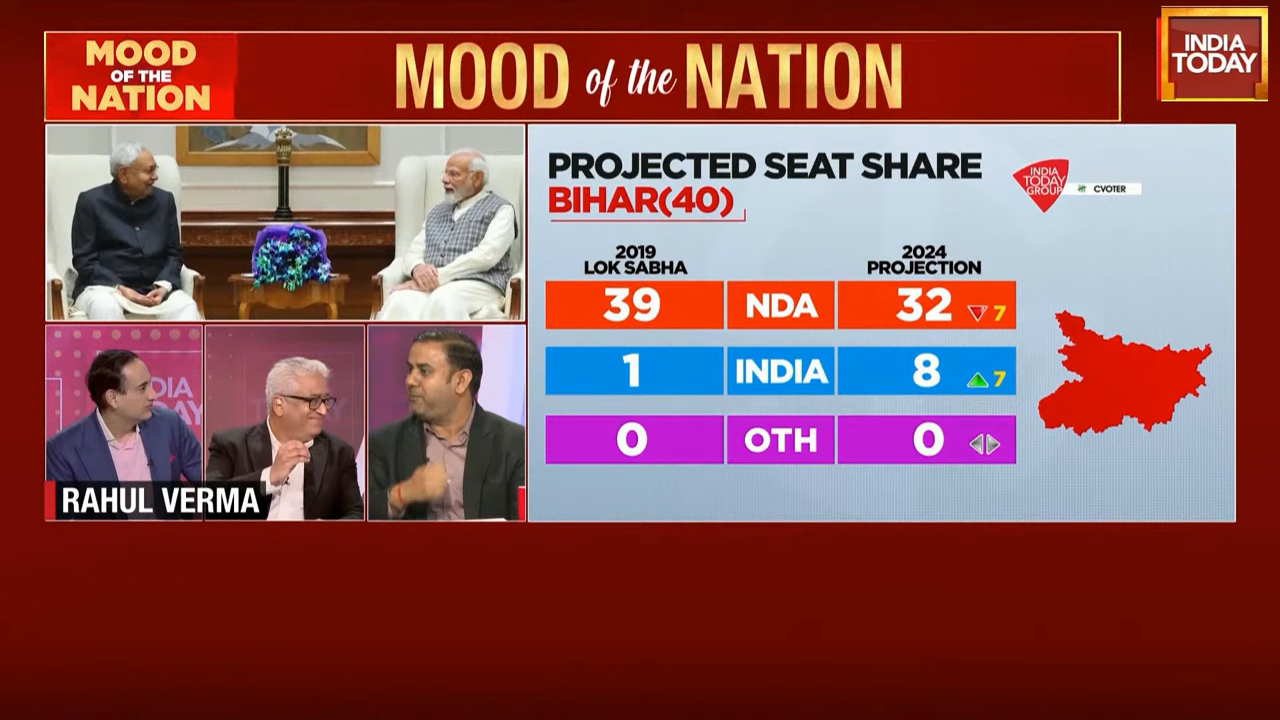 MOOD
OF THE
NATION
MOOD of the NATION
INDIA
TODAY
PROJECTED SEAT SHARE
BIHAR(40)
INDIA
TODAY
GROUP
CVOTER
2019
LOK SABHA
2024
PROJECTION
39 NDA 32 7
1 INDIA 8 7
0 OTH 0
RAHUL VERMA